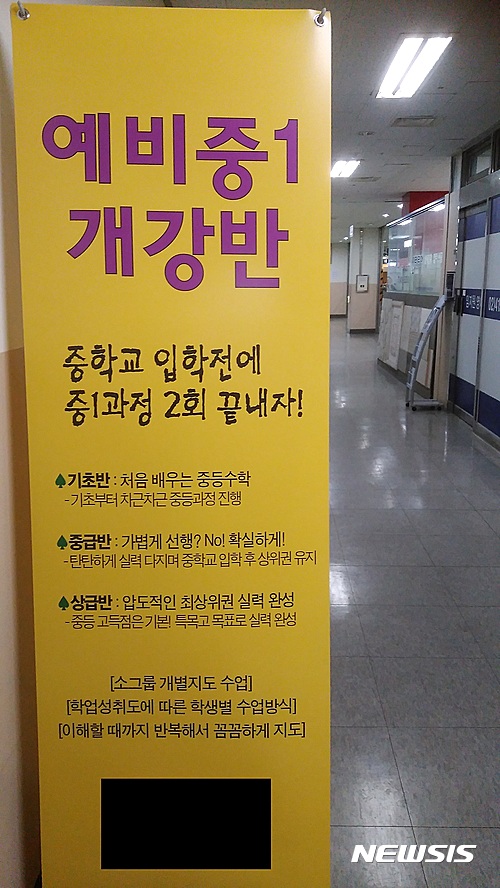 예비중1
개강반
중학교 입학전에
중1과정 2회 끝내자!
♠기초반 : 처음 배우는 중등수학
- 기초부터 차근차근 중등과정 진행
♠중급반 : 가볍게 선행? No! 확실하게!
- 탄탄하게 실력 다지며 중학교 입학 후 상위권 유지
♠상급반 : 압도적인 최상위권 실력 완성
- 중등 고득점은 기본! 특목고 목표로 실력 완성
[소그룹 개별지도 수업]
[학업성취도에 따른 학생별 수업방식]
[이해할 때까지 반복해서 꼼꼼하게 지도]
NEWSIS